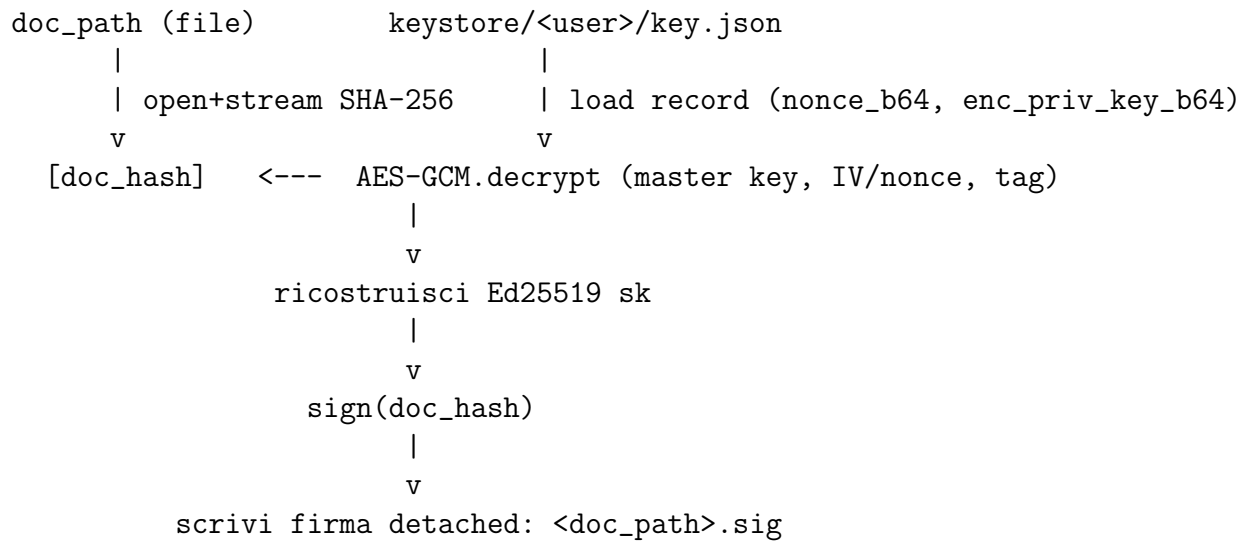 doc_path (file)        keystore/<user>/key.json
      |                          |
      | open+stream SHA-256      | load record (nonce_b64, enc_priv_key_b64)
      v                          v
  [doc_hash]   <---  AES-GCM.decrypt (master key, IV/nonce, tag)
                        |
                        v
                ricostruisci Ed25519 sk
                        |
                        v
                  sign(doc_hash)
                        |
                        v
          scrivi firma detached: <doc_path>.sig